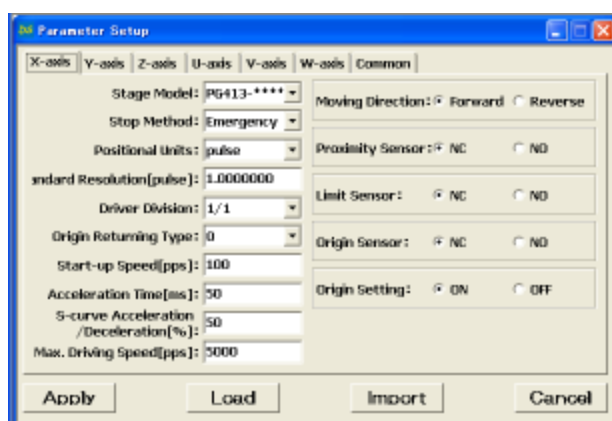 Parameter Setup
X-axis Y-axis Z-axis U-axis V-axis W-axis Common
Stage Model: PG413-****
Stop Method: Emergency
Positional Units: pulse
andard Resolution[pulse]: 1.0000000
Driver Division: 1/1
Origin Returning Type: 0
Start-up Speed[pps]: 100
Acceleration Time[ms]: 50
S-curve Acceleration
/Deceleration[%]: 50
Max. Driving Speed[pps]: 5000
Moving Direction: Forward Reverse
Proximity Sensor: NC NO
Limit Sensor: NC NO
Origin Sensor: NC NO
Origin Setting: ON OFF
Apply Load Import Cancel